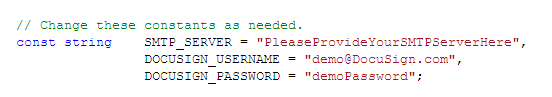 // Change these constants as needed.
const string    SMTP_SERVER = "PleaseProvideYourSMTPServerHere",
                DOCUSIGN_USERNAME = "demo@DocuSign.com",
                DOCUSIGN_PASSWORD = "demoPassword";